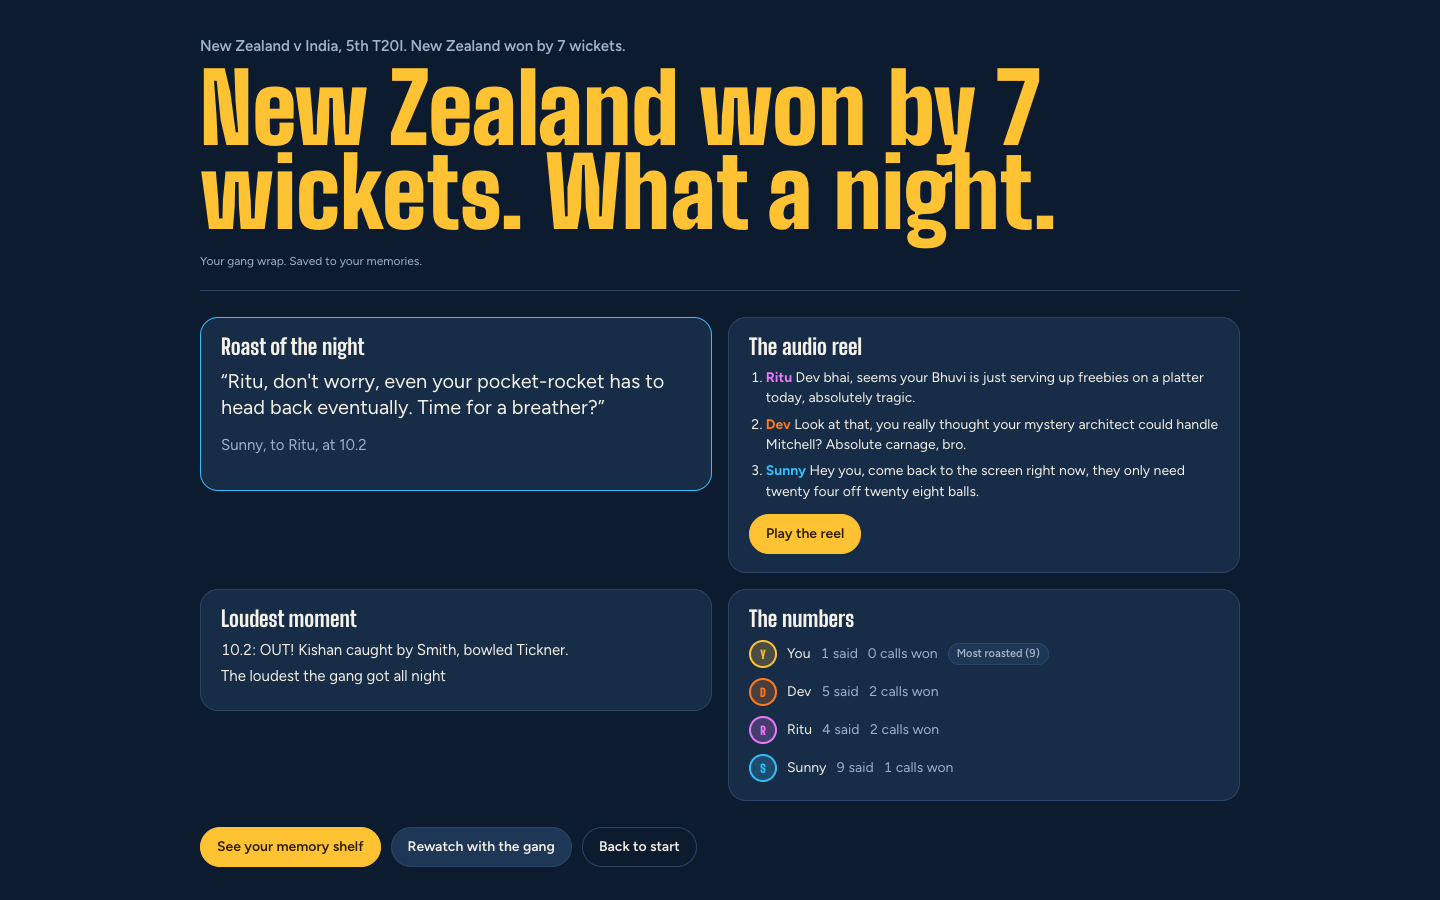 New Zealand v India, 5th T20I. New Zealand won by 7 wickets.
New Zealand won by 7
wickets. What a night.
Your gang wrap. Saved to your memories.
Roast of the night
“Ritu, don't worry, even your pocket-rocket has to
head back eventually. Time for a breather?”
Sunny, to Ritu, at 10.2
The audio reel
1. Ritu Dev bhai, seems your Bhuvi is just serving up freebies on a platter
today, absolutely tragic.
2. Dev Look at that, you really thought your mystery architect could handle
Mitchell? Absolute carnage, bro.
3. Sunny Hey you, come back to the screen right now, they only need
twenty four off twenty eight balls.
Play the reel
Loudest moment
10.2: OUT! Kishan caught by Smith, bowled Tickner.
The loudest the gang got all night
The numbers
Y You 1 said 0 calls won Most roasted (9)
D Dev 5 said 2 calls won
R Ritu 4 said 2 calls won
S Sunny 9 said 1 calls won
See your memory shelf
Rewatch with the gang
Back to start